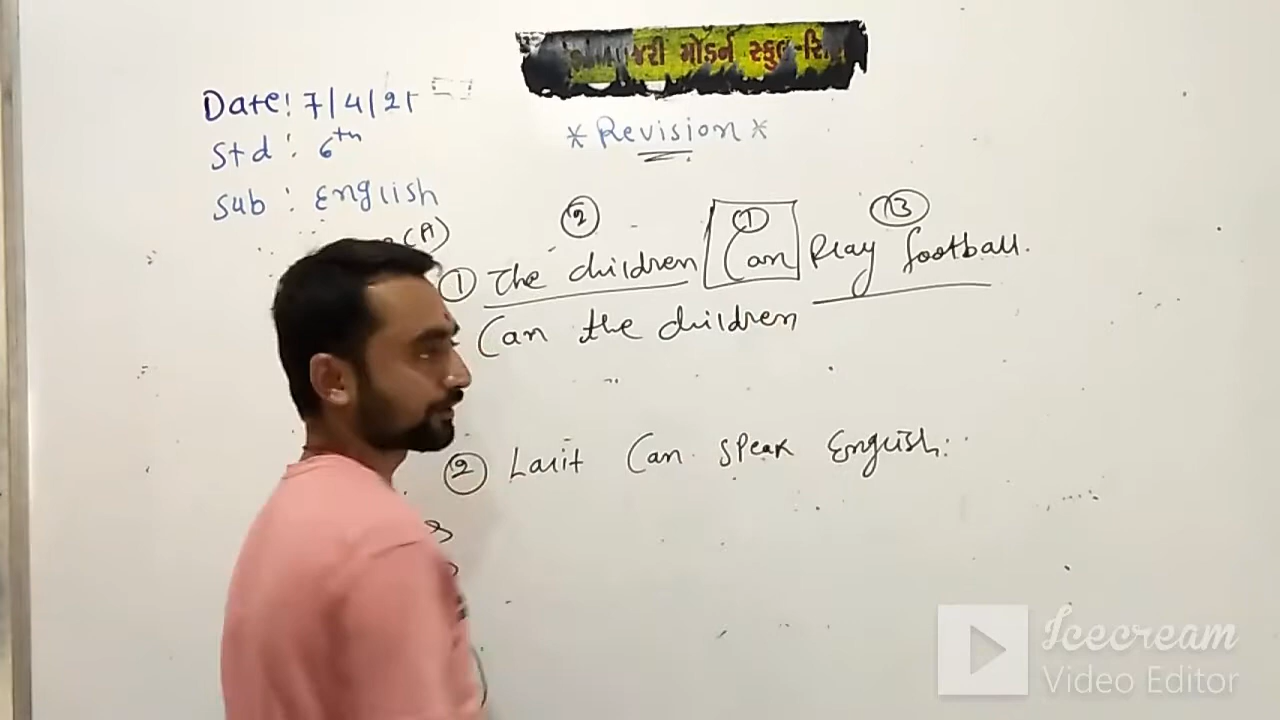 મોડર્ન સ્કુલ
Date: 7/4/21
* Revision *
Std : 6th
Sub : English
(A)
② ① ③
① The children Can Play football.
Can the children
② Lalit Can speak English.
Icecream
Video Editor